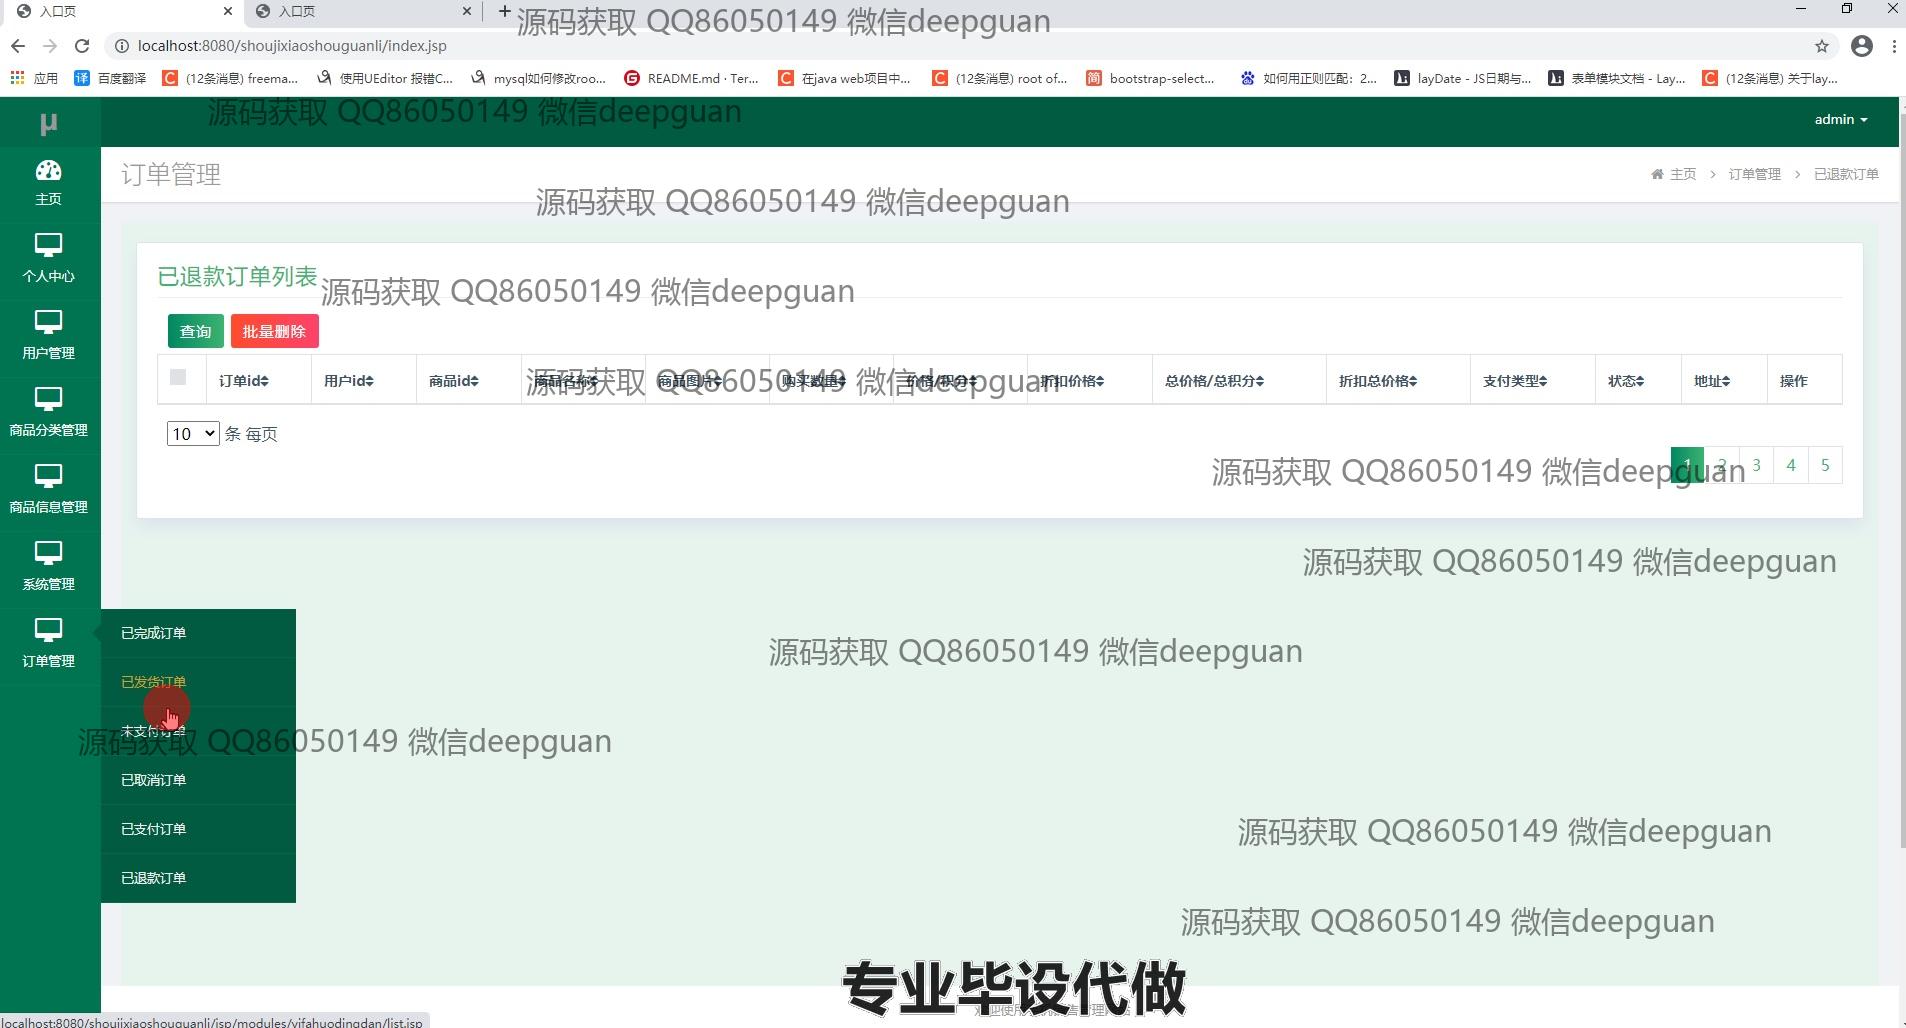 入口页
入口页
源码获取 QQ86050149 微信deepguan
localhost:8080/shoujixiaoshouguanli/index.jsp
应用
百度翻译
(12条消息) freema...
使用UEditor 报错C...
mysql如何修改roo...
README.md · Ter...
在java web项目中...
(12条消息) root of...
bootstrap-select...
如何用正则匹配：2...
layDate - JS日期与...
表单模块文档 - Lay...
(12条消息) 关于lay...
源码获取 QQ86050149 微信deepguan
µ
admin
主页
订单管理
主页 > 订单管理 > 已退款订单
源码获取 QQ86050149 微信deepguan
个人中心
已退款订单列表
源码获取 QQ86050149 微信deepguan
查询
批量删除
用户管理
订单id
用户id
商品id
商品名称
商品图片
购买数量
价格/积分
折扣价格
总价格/总积分
折扣总价格
支付类型
状态
地址
操作
源码获取 QQ86050149 微信deepguan
商品分类管理
10 条 每页
1 2 3 4 5
源码获取 QQ86050149 微信deepguan
商品信息管理
源码获取 QQ86050149 微信deepguan
系统管理
订单管理
已完成订单
源码获取 QQ86050149 微信deepguan
已发货订单
未支付订单
源码获取 QQ86050149 微信deepguan
已取消订单
已支付订单
源码获取 QQ86050149 微信deepguan
已退款订单
源码获取 QQ86050149 微信deepguan
专业毕设代做
localhost:8080/shoujixiaoshouguanli/jsp/modules/yifahuodingdan/list.jsp